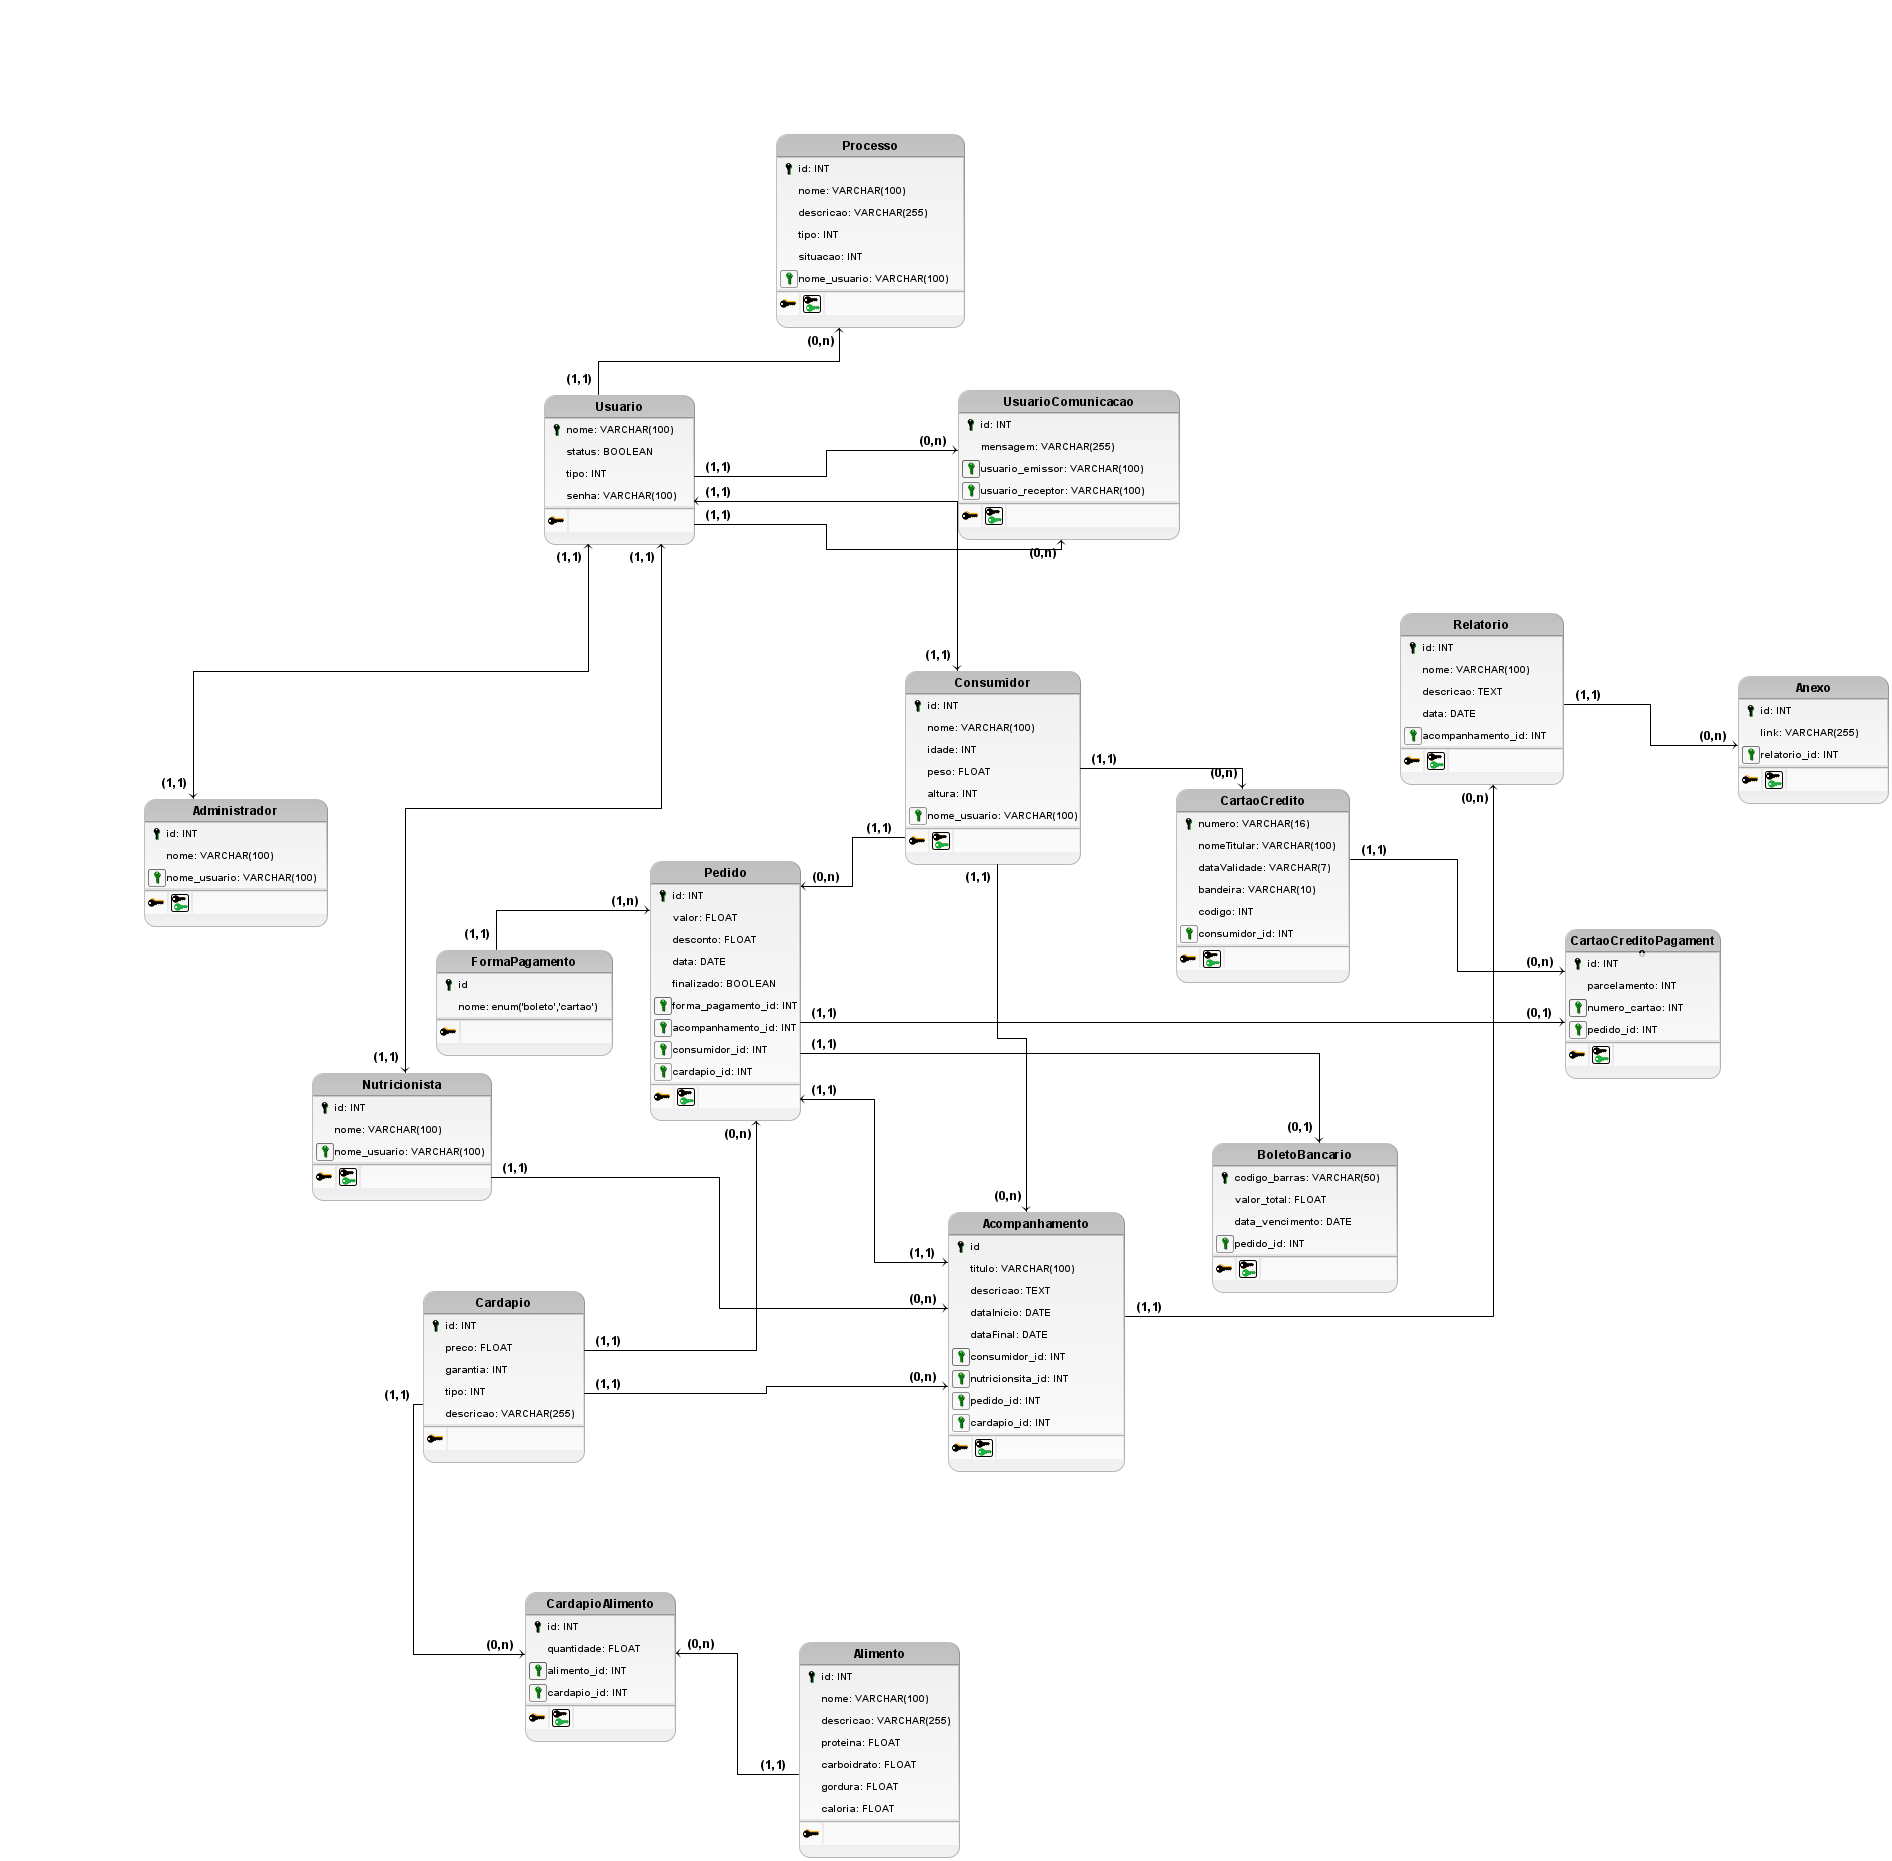 Processo
id: INT
nome: VARCHAR(100)
descricao: VARCHAR(255)
tipo: INT
situacao: INT
nome_usuario: VARCHAR(100)
(0,n)
(1,1)
Usuario
nome: VARCHAR(100)
status: BOOLEAN
tipo: INT
senha: VARCHAR(100)
(1,1)
(1,1)
(1,1)
(1,1)
(1,1)
UsuarioComunicacao
id: INT
mensagem: VARCHAR(255)
usuario_emissor: VARCHAR(100)
usuario_receptor: VARCHAR(100)
(0,n)
(0,n)
(1,1)
Consumidor
id: INT
nome: VARCHAR(100)
idade: INT
peso: FLOAT
altura: INT
nome_usuario: VARCHAR(100)
(1,1)
(1,1)
(1,1)
Relatorio
id: INT
nome: VARCHAR(100)
descricao: TEXT
data: DATE
acompanhamento_id: INT
(1,1)
(0,n)
(0,n)
Anexo
id: INT
link: VARCHAR(255)
relatorio_id: INT
(1,1)
Administrador
id: INT
nome: VARCHAR(100)
nome_usuario: VARCHAR(100)
(0,n)
CartaoCredito
numero: VARCHAR(16)
nomeTitular: VARCHAR(100)
dataValidade: VARCHAR(7)
bandeira: VARCHAR(10)
codigo: INT
consumidor_id: INT
(1,1)
(0,n)
Pedido
id: INT
valor: FLOAT
desconto: FLOAT
data: DATE
finalizado: BOOLEAN
forma_pagamento_id: INT
acompanhamento_id: INT
consumidor_id: INT
cardapio_id: INT
(0,n)
(1,n)
(1,1)
(1,1)
(1,1)
(0,n)
(1,1)
FormaPagamento
id
nome: enum('boleto','cartao')
CartaoCreditoPagament
id: INT
parcelamento: INT
numero_cartao: INT
pedido_id: INT
(0,1)
(1,1)
Nutricionista
id: INT
nome: VARCHAR(100)
nome_usuario: VARCHAR(100)
(1,1)
(0,1)
BoletoBancario
codigo_barras: VARCHAR(50)
valor_total: FLOAT
data_vencimento: DATE
pedido_id: INT
(0,n)
Acompanhamento
id
titulo: VARCHAR(100)
descricao: TEXT
dataInicio: DATE
dataFinal: DATE
consumidor_id: INT
nutricionsita_id: INT
pedido_id: INT
cardapio_id: INT
(1,1)
(0,n)
(0,n)
(1,1)
Cardapio
id: INT
preco: FLOAT
garantia: INT
tipo: INT
descricao: VARCHAR(255)
(1,1)
(1,1)
(1,1)
CardapioAlimento
id: INT
quantidade: FLOAT
alimento_id: INT
cardapio_id: INT
(0,n)
(0,n)
Alimento
id: INT
nome: VARCHAR(100)
descricao: VARCHAR(255)
proteina: FLOAT
carboidrato: FLOAT
gordura: FLOAT
caloria: FLOAT
(1,1)